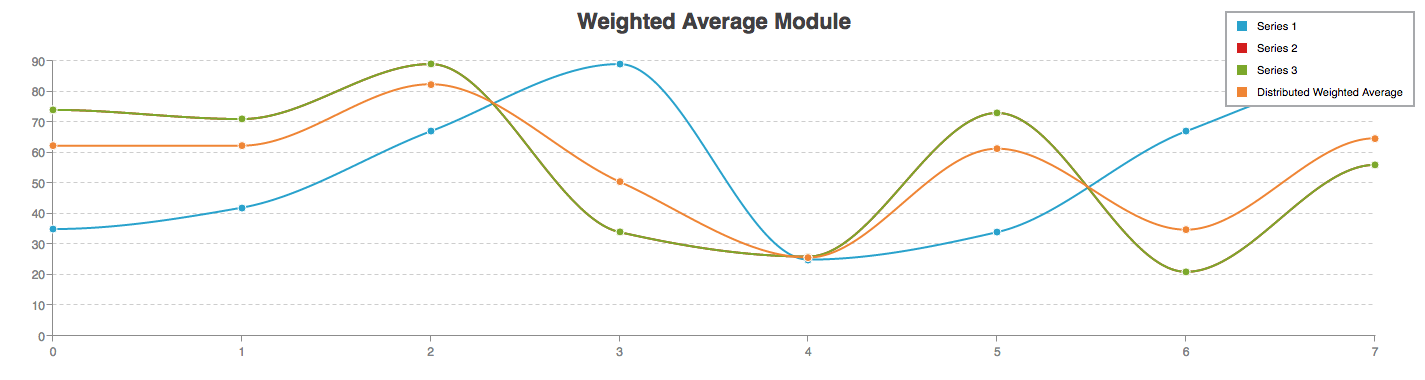 Weighted Average Module
Series 1
Series 2
Series 3
Distributed Weighted Average
90
80
70
60
50
40
30
20
10
0
0 1 2 3 4 5 6 7